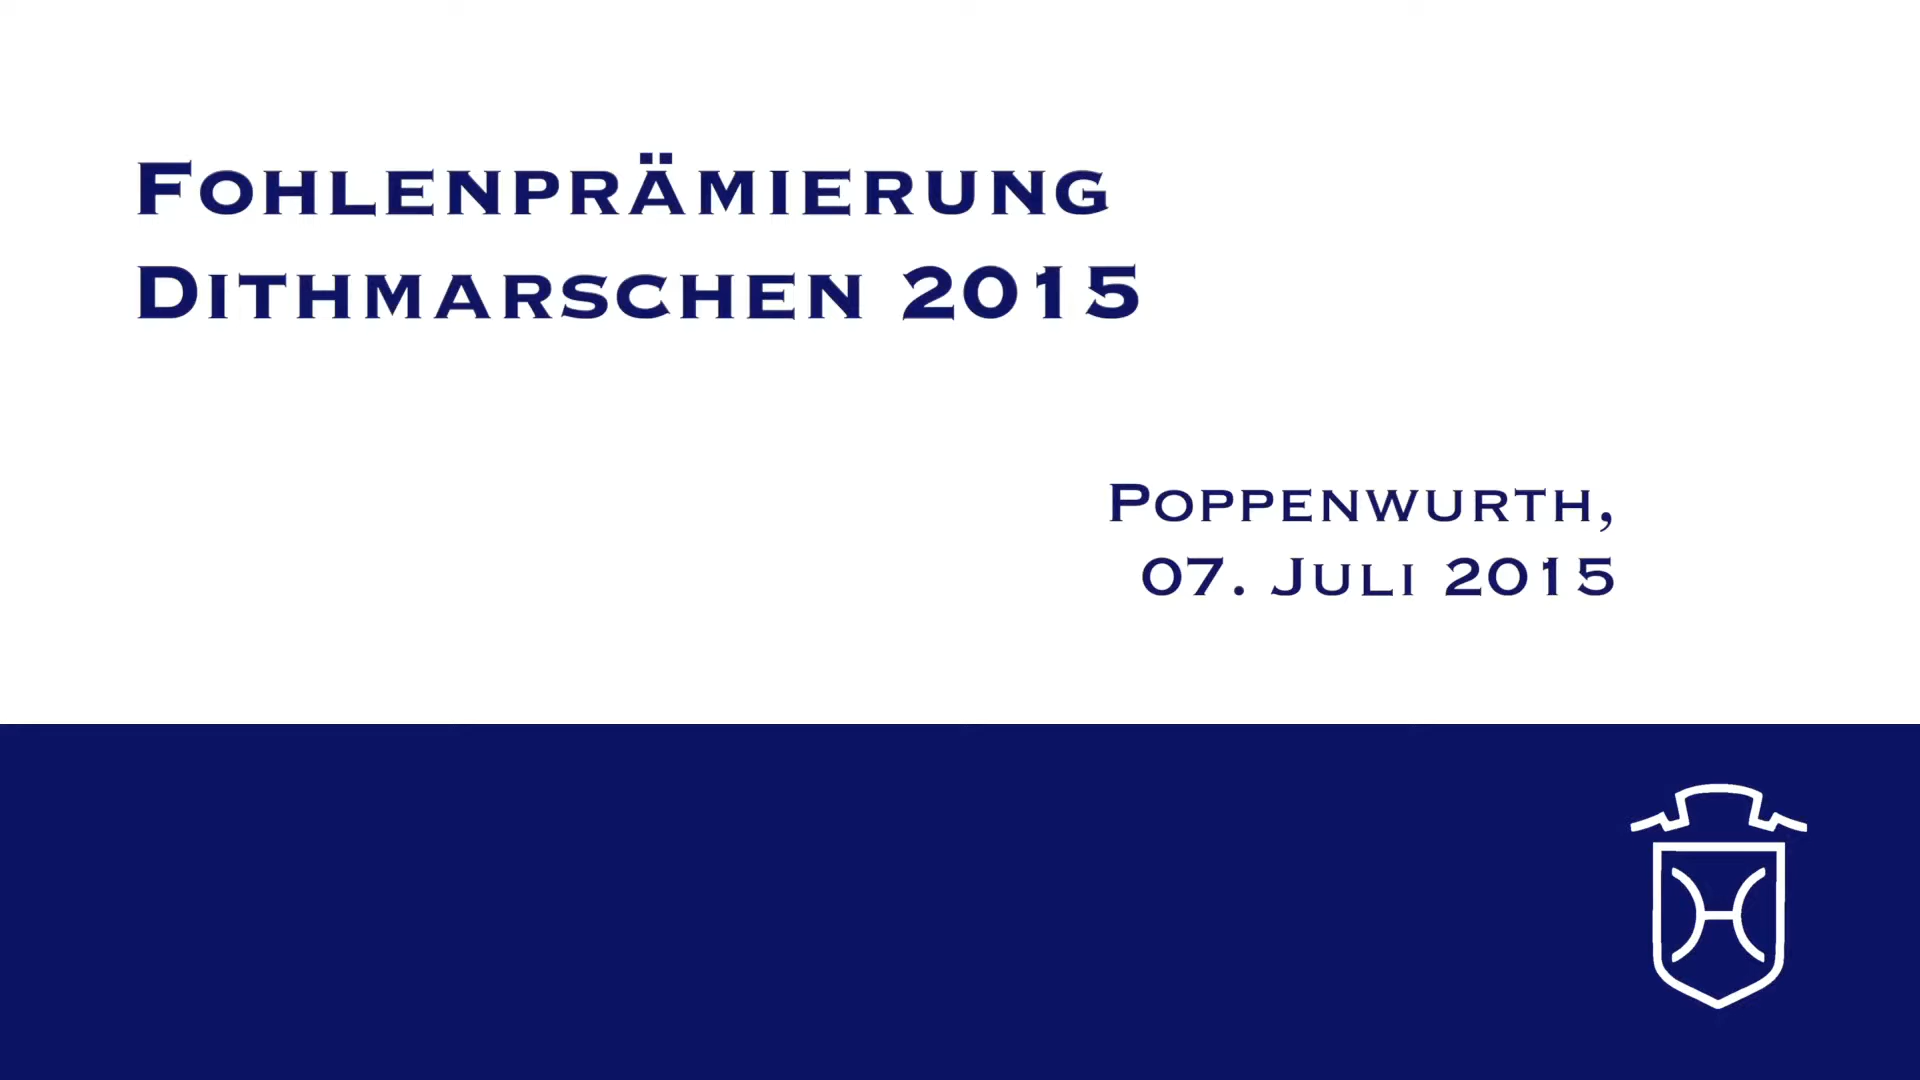 Fohlenprämierung
Dithmarschen 2015
Poppenwurth,
07. Juli 2015